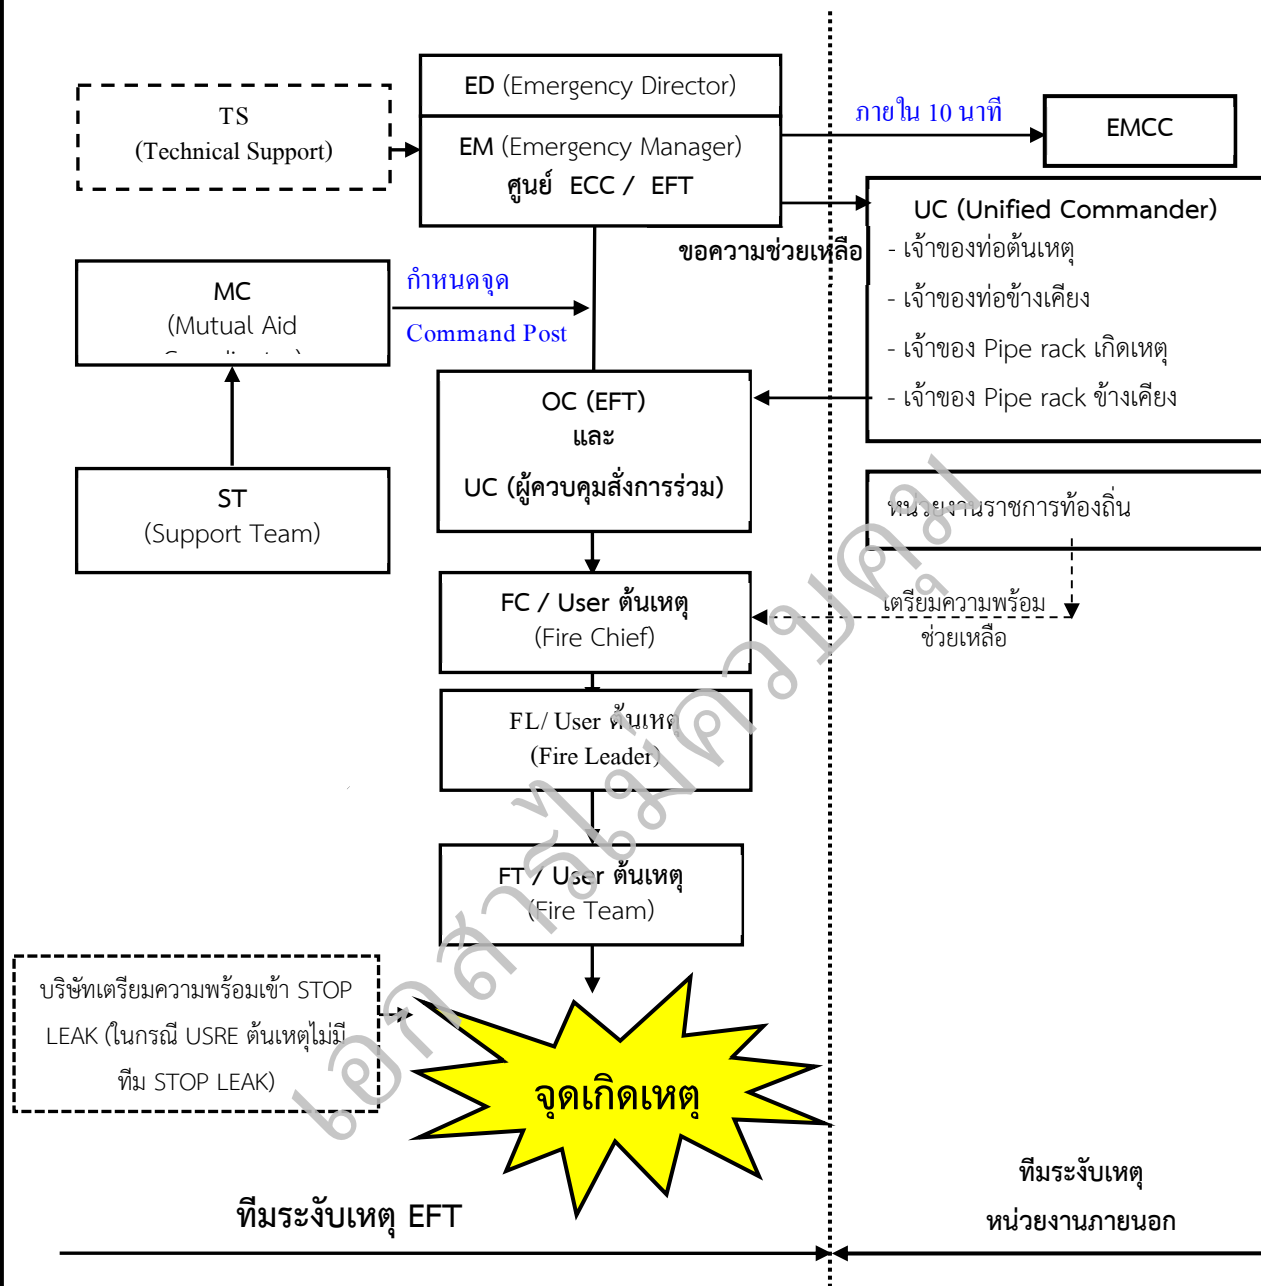 ED (Emergency Director)
TS
(Technical Support)
EM (Emergency Manager)
ศูนย์ ECC / EFT
ภายใน 10 นาที
EMCC
UC (Unified Commander)
- เจ้าของท่อต้นเหตุ
- เจ้าของท่อข้างเคียง
- เจ้าของ Pipe rack เกิดเหตุ
- เจ้าของ Pipe rack ข้างเคียง
ขอความช่วยเหลือ
MC
(Mutual Aid
กำหนดจุด
Command Post
OC (EFT)
และ
UC (ผู้ควบคุมสั่งการร่วม)
ST
(Support Team)
หน่วยงานราชการท้องถิ่น
FC / User ต้นเหตุ
(Fire Chief)
เตรียมความพร้อม
ช่วยเหลือ
FL/ User ต้นเหตุ
(Fire Leader)
FT / User ต้นเหตุ
(Fire Team)
บริษัทเตรียมความพร้อมเข้า STOP
LEAK (ในกรณี USRE ต้นเหตุไม่มี
ทีม STOP LEAK)
จุดเกิดเหตุ
ทีมระงับเหตุ EFT
ทีมระงับเหตุ
หน่วยงานภายนอก
เอกสารไม่ควบคุม